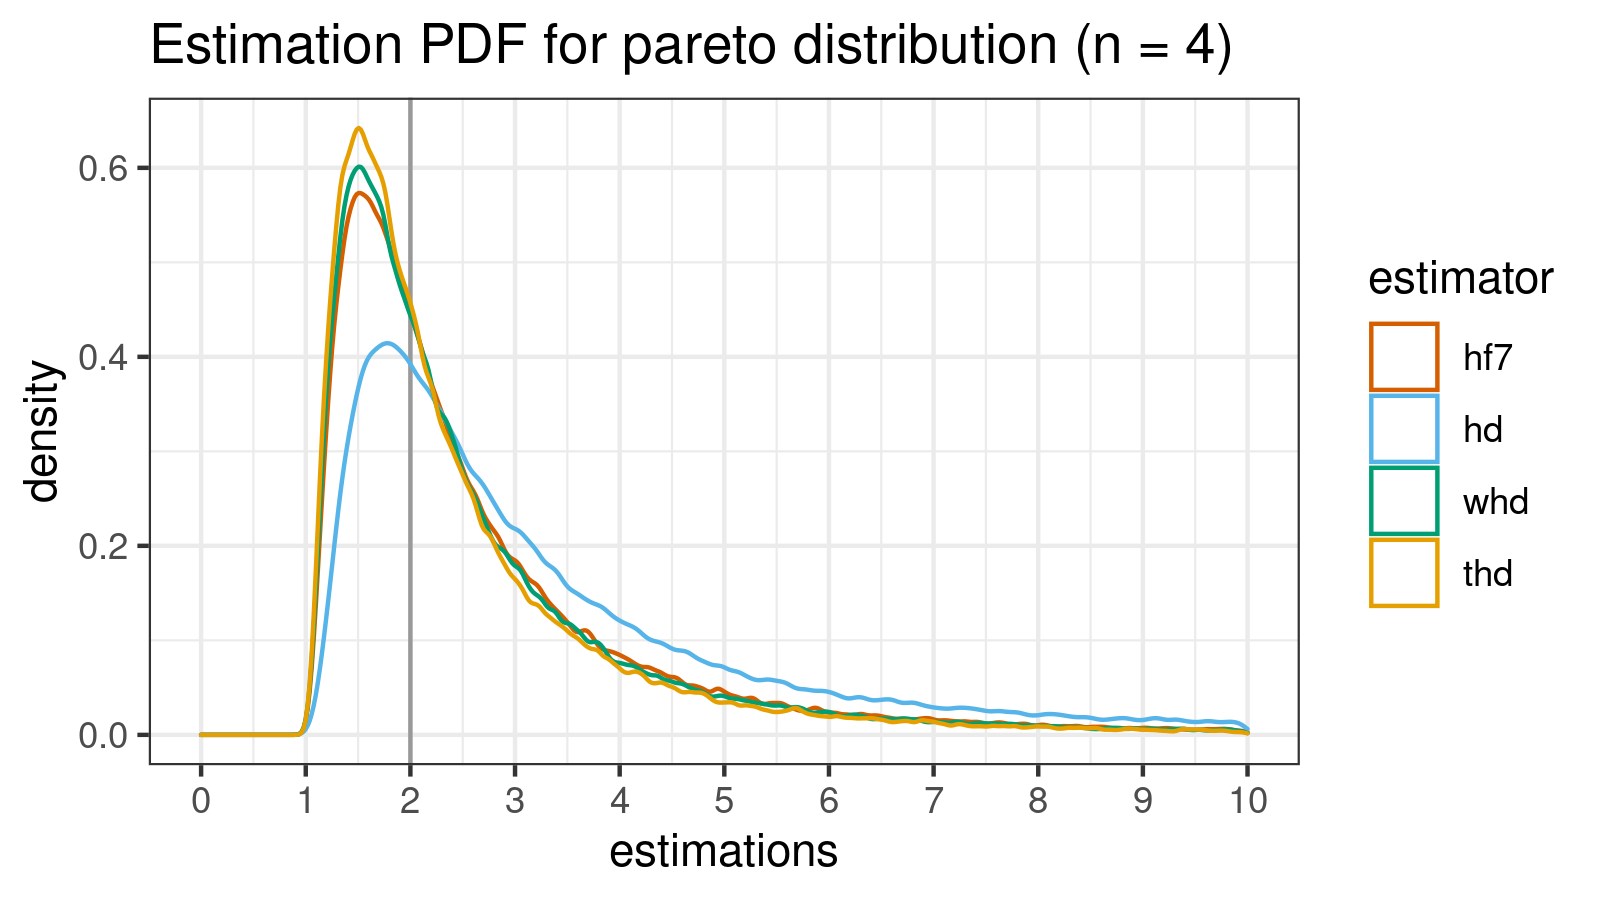 Estimation PDF for pareto distribution (n = 4)
0.6
0.4
0.2
0.0
density
0 1 2 3 4 5 6 7 8 9 10
estimations
estimator
hf7
hd
whd
thd